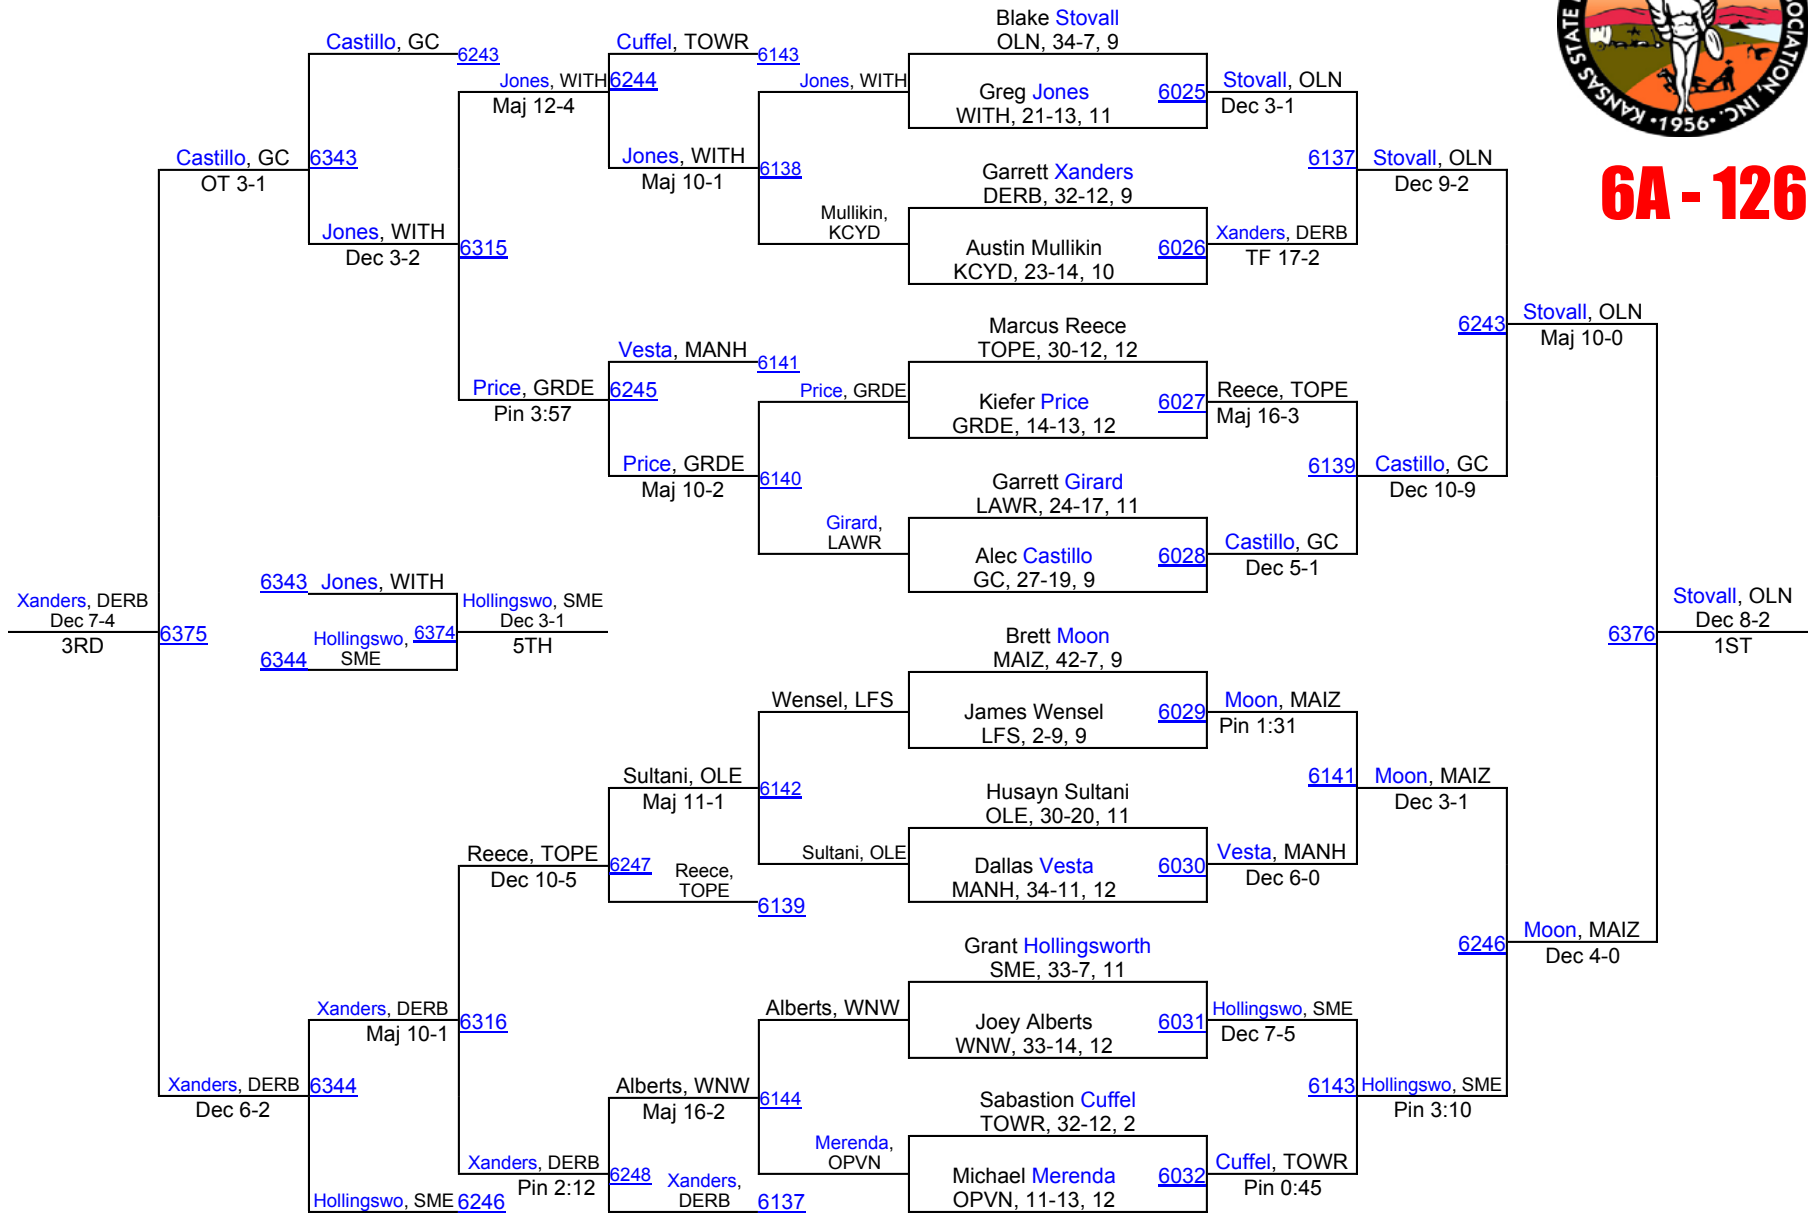 Castillo, GC
6243
Jones, WITH
6244
Maj 12-4
Castillo, GC
6343
OT 3-1
Jones, WITH
Dec 3-2
6315
Cuffel, TOWR
6143
Jones, WITH
Maj 10-1
6138
Jones, WITH
Mullikin,
KCYD
Vesta, MANH
6141
Price, GRDE
6245
Pin 3:57
Price, GRDE
Maj 10-2
6140
Price, GRDE
Girard,
LAWR
Xanders, DERB
Dec 7-4
3RD
6375
6343 Jones, WITH
6344
Hollingswo,
SME
6374
Hollingswo, SME
Dec 3-1
5TH
Wensel, LFS
Sultani, OLE
Maj 11-1
6142
Sultani, OLE
Reece, TOPE
Dec 10-5
6247
Reece,
TOPE
6139
Xanders, DERB
Maj 10-1
6316
Xanders, DERB
6344
Dec 6-2
Hollingswo, SME
6246
Xanders, DERB
Pin 2:12
6248
Xanders,
DERB
6137
Alberts, WNW
Maj 16-2
6144
Alberts, WNW
Merenda,
OPVN
Blake Stovall
OLN, 34-7, 9
Greg Jones
WITH, 21-13, 11
6025
Stovall, OLN
Dec 3-1
Garrett Xanders
DERB, 32-12, 9
Austin Mullikin
KCYD, 23-14, 10
6026
Xanders, DERB
TF 17-2
6137
Stovall, OLN
Dec 9-2
Marcus Reece
TOPE, 30-12, 12
Kiefer Price
GRDE, 14-13, 12
6027
Reece, TOPE
Maj 16-3
Garrett Girard
LAWR, 24-17, 11
Alec Castillo
GC, 27-19, 9
6028
Castillo, GC
Dec 5-1
6139
Castillo, GC
Dec 10-9
6243
Stovall, OLN
Maj 10-0
Brett Moon
MAIZ, 42-7, 9
James Wensel
LFS, 2-9, 9
6029
Moon, MAIZ
Pin 1:31
Husayn Sultani
OLE, 30-20, 11
Dallas Vesta
MANH, 34-11, 12
6030
Vesta, MANH
Dec 6-0
6141
Moon, MAIZ
Dec 3-1
Grant Hollingsworth
SME, 33-7, 11
Joey Alberts
WNW, 33-14, 12
6031
Hollingswo, SME
Dec 7-5
Sabastion Cuffel
TOWR, 32-12, 2
Michael Merenda
OPVN, 11-13, 12
6032
Cuffel, TOWR
Pin 0:45
6143
Hollingswo, SME
Pin 3:10
6246
Moon, MAIZ
Dec 4-0
6376
Stovall, OLN
Dec 8-2
1ST
KANSAS STATE
ASSOCIATION, INC.
•1956•
6A - 126